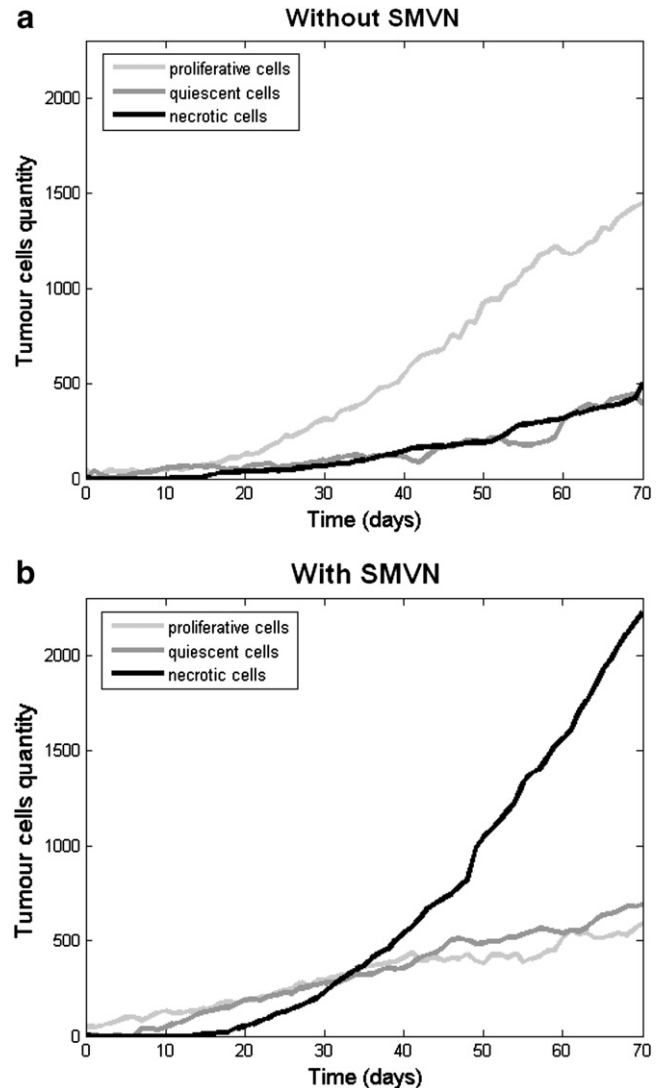 a
Without SMVN
proliferative cells
quiescent cells
necrotic cells
Tumour cells quantity
2000
1500
1000
500
0
0 10 20 30 40 50 60 70
Time (days)
b
With SMVN
proliferative cells
quiescent cells
necrotic cells
Tumour cells quantity
2000
1500
1000
500
0
0 10 20 30 40 50 60 70
Time (days)